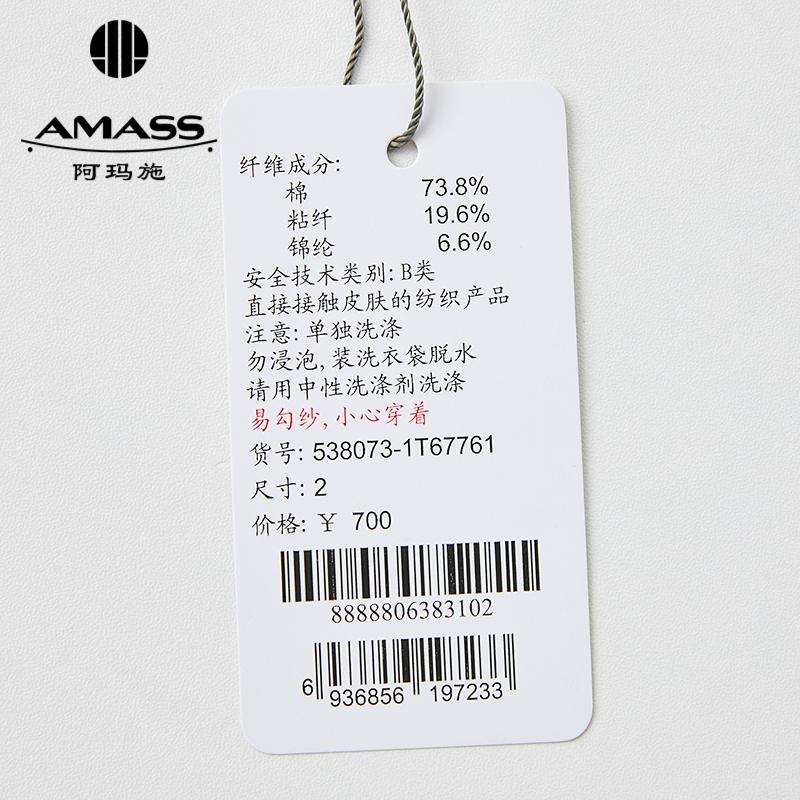 AMASS
阿玛施
纤维成分:
棉 73.8%
粘纤 19.6%
锦纶 6.6%
安全技术类别: B类
直接接触皮肤的纺织产品
注意: 单独洗涤
勿浸泡, 装洗衣袋脱水
请用中性洗涤剂洗涤
易勾纱, 小心穿着
货号: 538073-1T67761
尺寸: 2
价格: ¥ 700
8888806383102
6 936856 197233